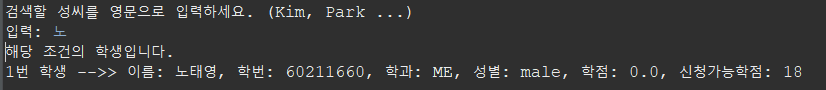 검색할 성씨를 영문으로 입력하세요. (Kim, Park ...)
입력: 노
해당 조건의 학생입니다.
1번 학생 -->> 이름: 노태영, 학번: 60211660, 학과: ME, 성별: male, 학점: 0.0, 신청가능학점: 18